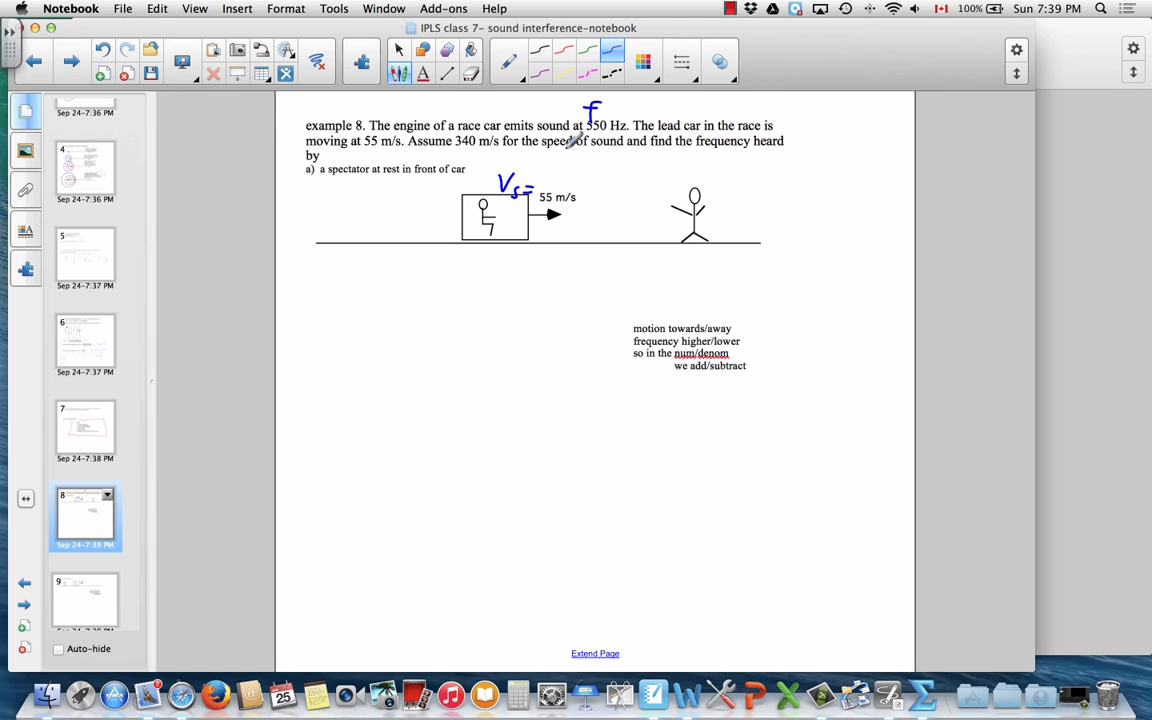 Notebook File Edit View Insert Format Tools Window Add-ons Help 100% Sun 7:39 PM
IPLS class 7- sound interference-notebook
Sep 24-7:36 PM
4
Sep 24-7:36 PM
5
Sep 24-7:37 PM
6
Sep 24-7:37 PM
7
Sep 24-7:38 PM
8
Sep 24-7:39 PM
9
Auto-hide
f
example 8. The engine of a race car emits sound at 550 Hz. The lead car in the race is
moving at 55 m/s. Assume 340 m/s for the speed of sound and find the frequency heard
by
a) a spectator at rest in front of car
Vs= 55 m/s
motion towards/away
frequency higher/lower
so in the num/denom
we add/subtract
Extend Page